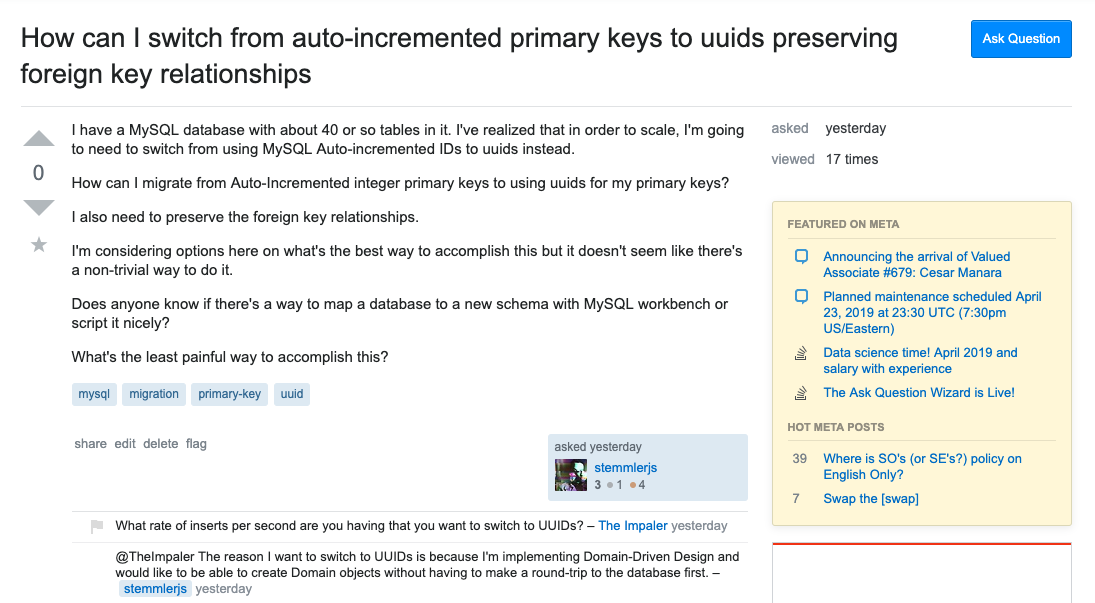 How can I switch from auto-incremented primary keys to uuids preserving
foreign key relationships
Ask Question
I have a MySQL database with about 40 or so tables in it. I've realized that in order to scale, I'm going
to need to switch from using MySQL Auto-incremented IDs to uuids instead.
How can I migrate from Auto-Incremented integer primary keys to using uuids for my primary keys?
I also need to preserve the foreign key relationships.
I'm considering options here on what's the best way to accomplish this but it doesn't seem like there's
a non-trivial way to do it.
Does anyone know if there's a way to map a database to a new schema with MySQL workbench or
script it nicely?
What's the least painful way to accomplish this?
0
mysql migration primary-key uuid
share edit delete flag
asked yesterday
stemmlerjs
3 1 4
What rate of inserts per second are you having that you want to switch to UUIDs? – The Impaler yesterday
@TheImpaler The reason I want to switch to UUIDs is because I'm implementing Domain-Driven Design and
would like to be able to create Domain objects without having to make a round-trip to the database first. –
stemmlerjs yesterday
asked yesterday
viewed 17 times
FEATURED ON META
Announcing the arrival of Valued
Associate #679: Cesar Manara
Planned maintenance scheduled April
23, 2019 at 23:30 UTC (7:30pm
US/Eastern)
Data science time! April 2019 and
salary with experience
The Ask Question Wizard is Live!
HOT META POSTS
39 Where is SO's (or SE's?) policy on
English Only?
7 Swap the [swap]